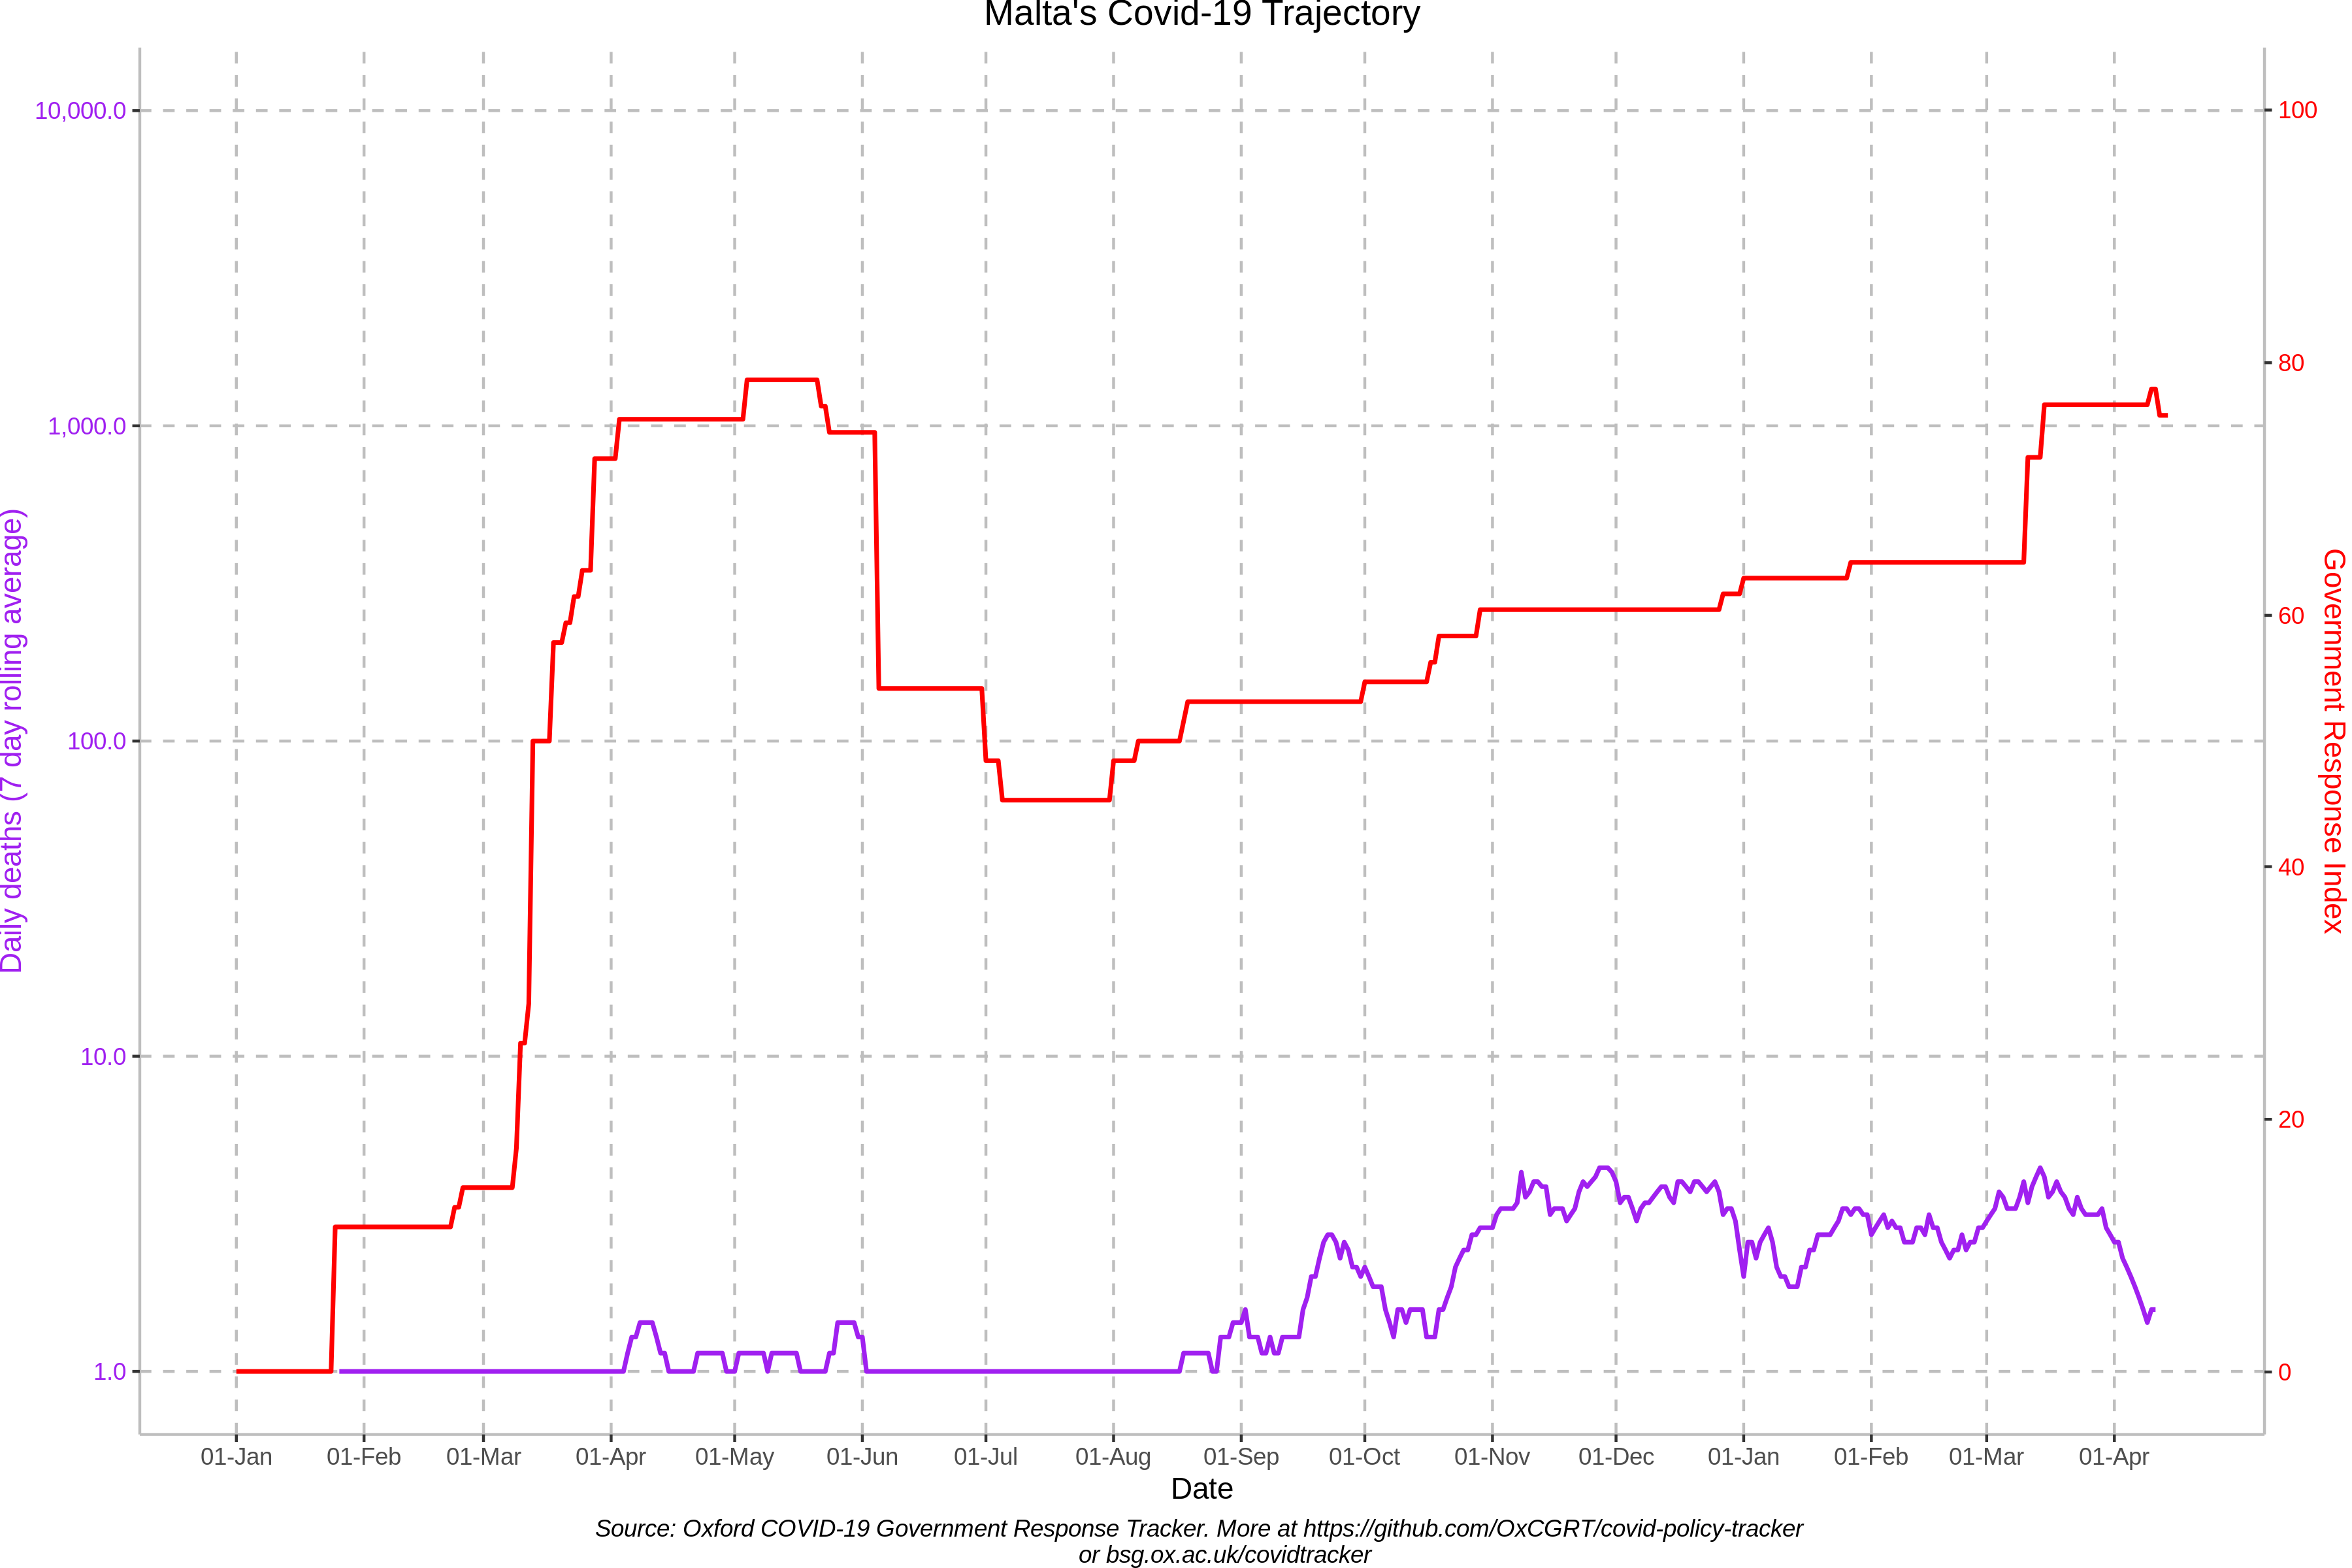 Malta's Covid-19 Trajectory
Daily deaths (7 day rolling average)
10,000.0
1,000.0
100.0
10.0
1.0
100
80
60
40
20
0
Government Response Index
01-Jan 01-Feb 01-Mar 01-Apr 01-May 01-Jun 01-Jul 01-Aug 01-Sep 01-Oct 01-Nov 01-Dec 01-Jan 01-Feb 01-Mar 01-Apr
Date
Source: Oxford COVID-19 Government Response Tracker. More at https://github.com/OxCGRT/covid-policy-tracker
or bsg.ox.ac.uk/covidtracker